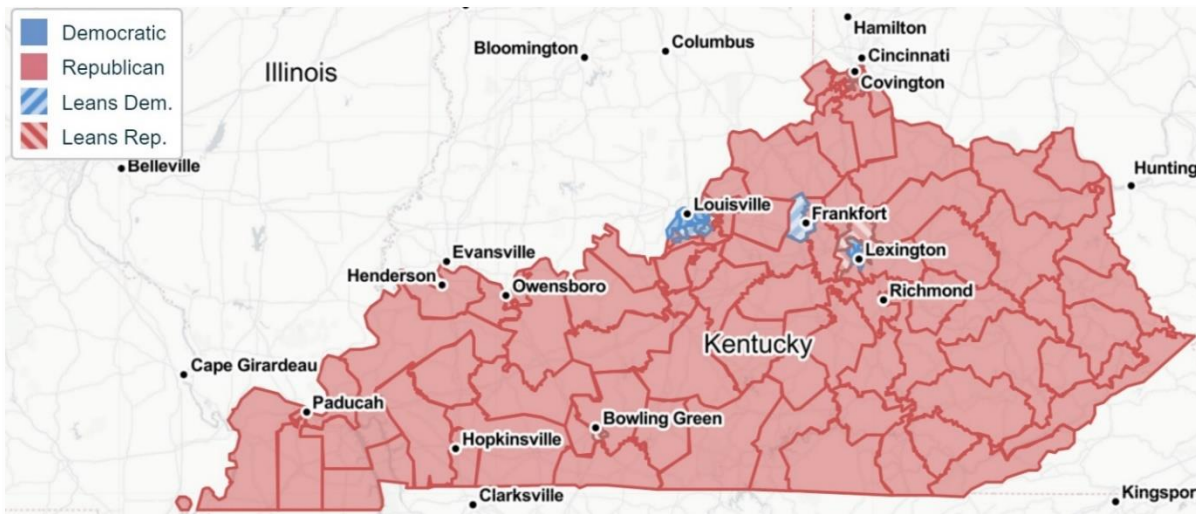 Democratic
Republican
Leans Dem.
Leans Rep.
Illinois
Bloomington
Columbus
Hamilton
Cincinnati
Covington
Belleville
Hunting
Louisville
Frankfort
Lexington
Evansville
Henderson
Owensboro
Richmond
Kentucky
Cape Girardeau
Paducah
Bowling Green
Hopkinsville
Clarksville
Kingspor